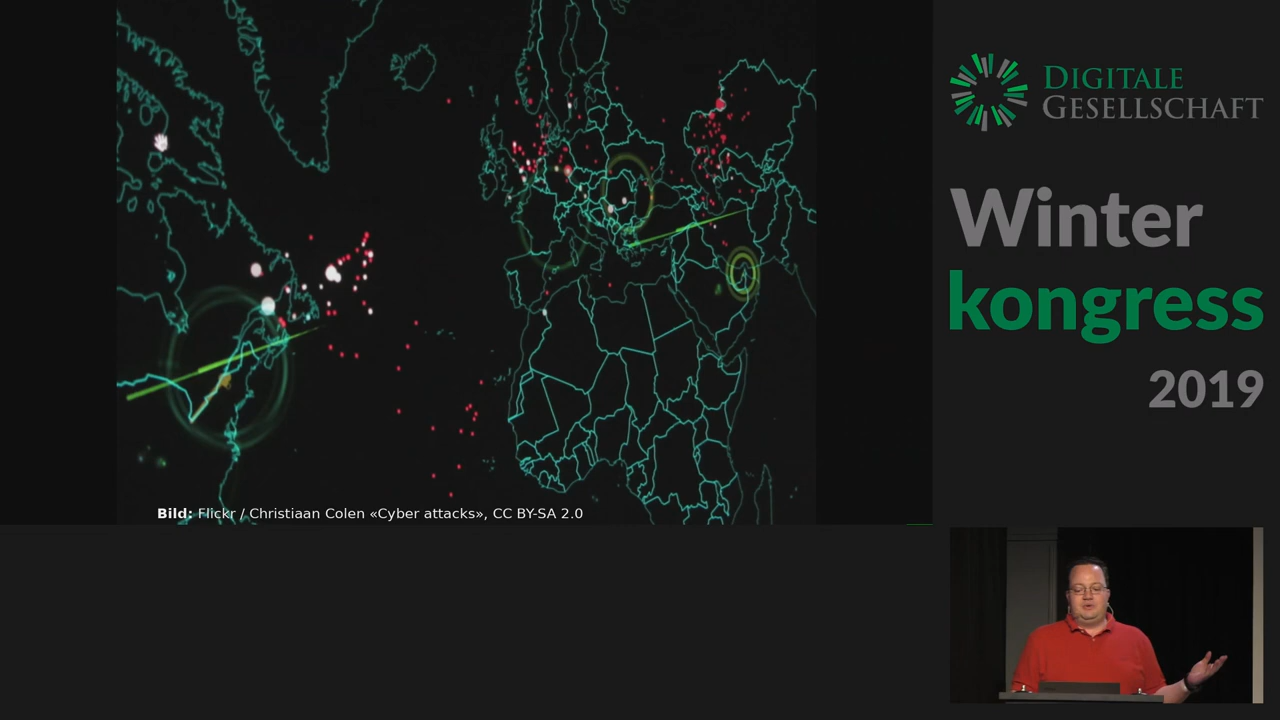 DIGITALE
GESELLSCHAFT
Winter
kongress
2019
Bild: Flickr / Christiaan Colen «Cyber attacks», CC BY-SA 2.0